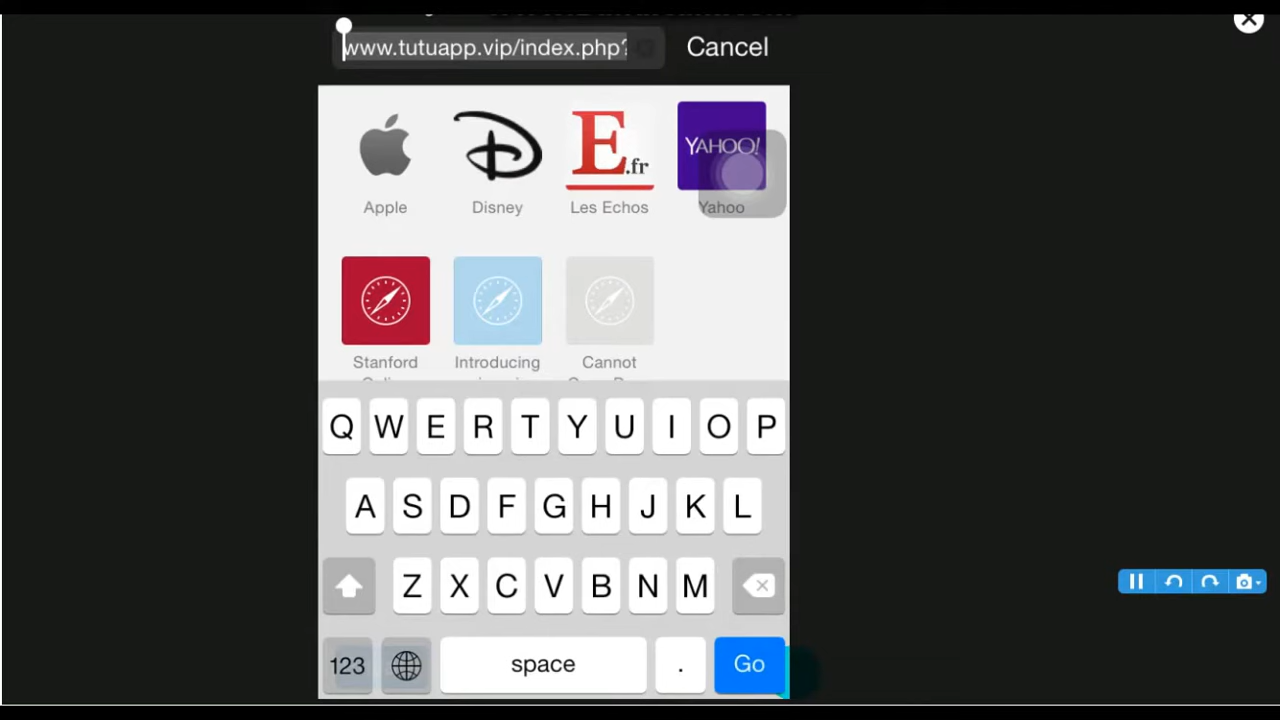 www.tutuapp.vip/index.php?
Cancel
E.fr
YAHOO!
Apple
Disney
Les Echos
Yahoo
Stanford
Introducing
Cannot
Q W E R T Y U I O P
A S D F G H J K L
Z X C V B N M
123
space
.
Go